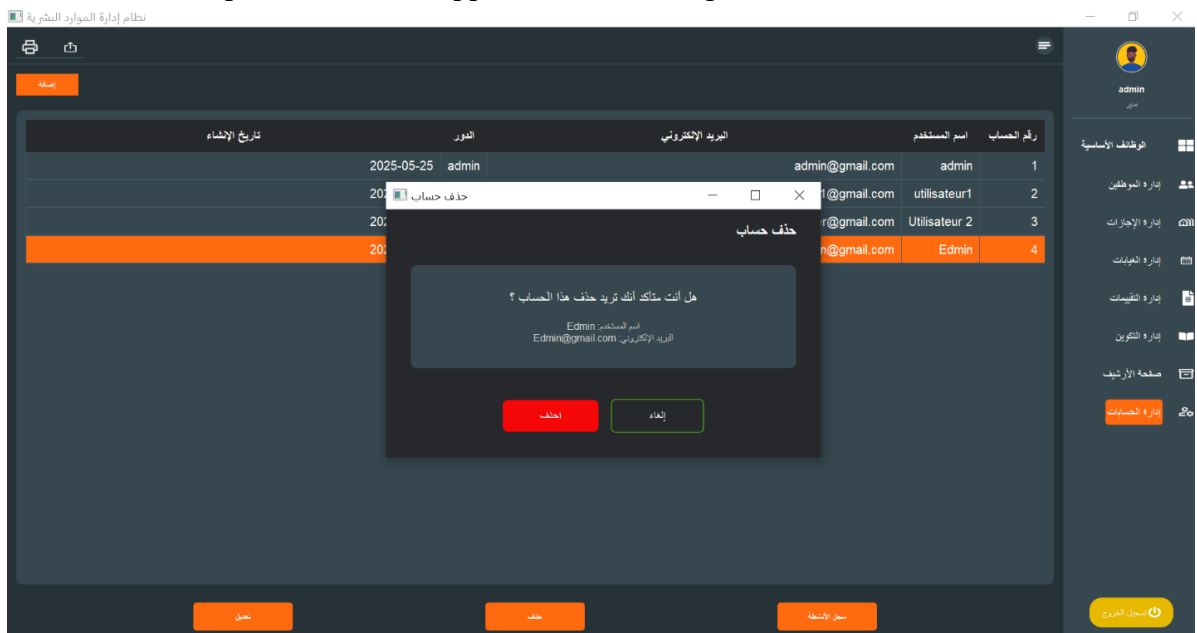 نظام إدارة الموارد البشرية
admin
مدير
إضافة
الوظائف الأساسية
إدارة الموظفين
إدارة الإجازات
إدارة الغيابات
إدارة التقييمات
إدارة التكوين
صفحة الأرشيف
إدارة الحسابات
تسجيل الخروج
رقم الحساب اسم المستخدم البريد الإلكتروني الدور تاريخ الإنشاء
1 admin admin@gmail.com admin 2025-05-25
2 utilisateur1 1@gmail.com 20
3 Utilisateur 2 r@gmail.com 20
4 Edmin n@gmail.com 20
حذف حساب
حذف حساب
هل أنت متأكد أنك تريد حذف هذا الحساب ؟
اسم المستخدم: Edmin
البريد الإلكتروني: Edmin@gmail.com
إلغاء
احذف
سجل الأنشطة
حذف
تعديل